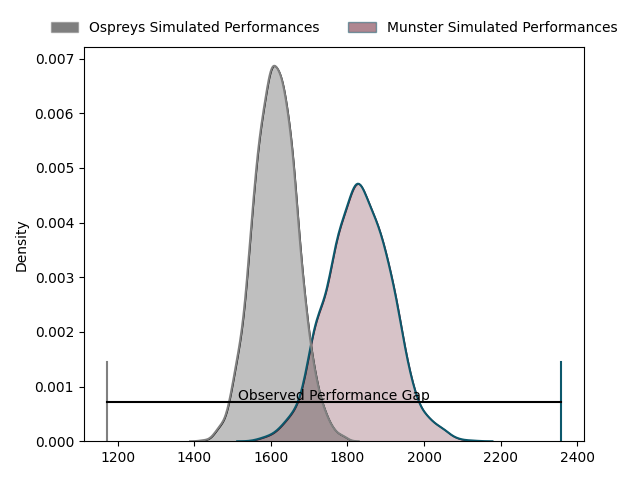 Ospreys Simulated Performances Munster Simulated Performances
0.007
0.006
0.005
0.004
0.003
0.002
0.001
0.000
Density
Observed Performance Gap
1200 1400 1600 1800 2000 2200 2400